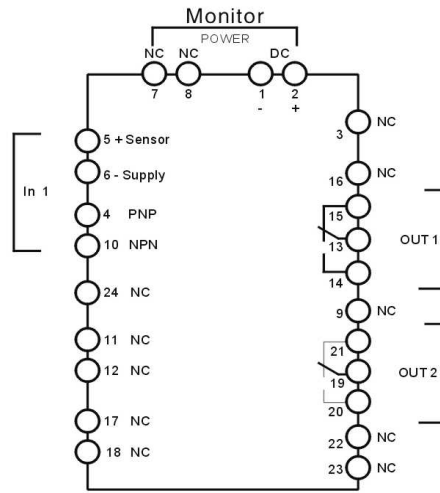 Monitor
POWER
NC NC DC
7 8 1 2
- +
3 NC
5 + Sensor
6 - Supply
16 NC
In 1
15
4 PNP
13 OUT 1
10 NPN
14
24 NC
9 NC
11 NC
21
12 NC
19 OUT 2
20
17 NC
22 NC
18 NC
23 NC